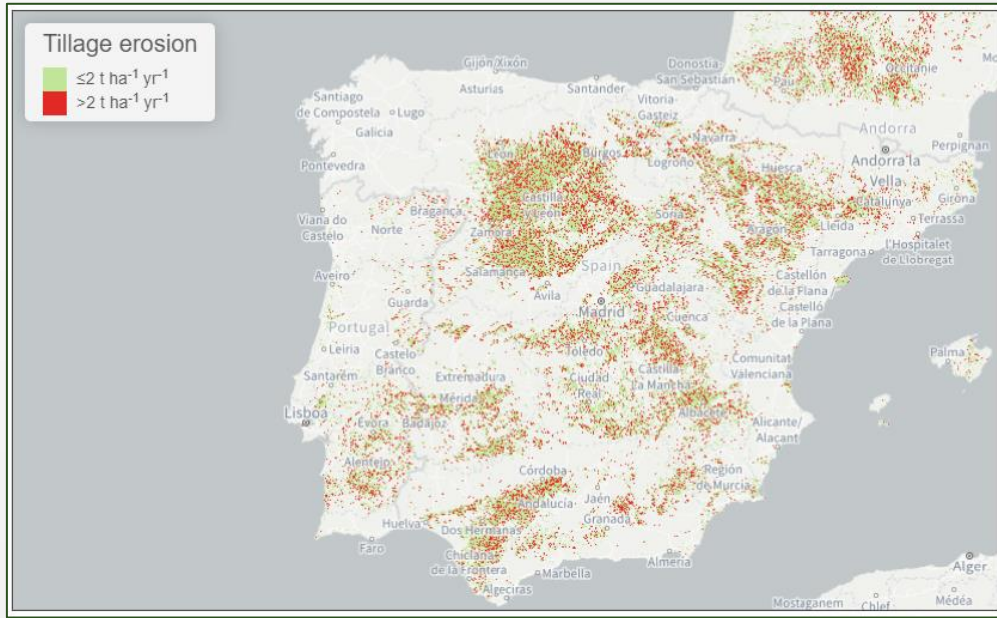 Tillage erosion
≤2 t ha⁻¹ yr⁻¹
>2 t ha⁻¹ yr⁻¹
Gijón/Xixón
Donostia-
San Sebastián
Pau
Occitanie
Santander
Asturias
Santiago
de Compostela
Lugo
Galicia
Vitoria-
Gasteiz
Navarra
Andorra
Perpignan
Pontevedra
León
Burgos
Logroño
Huesca
Andorra la
Vella
Catalunya
Girona
Viana do
Castelo
Norte
Bragança
Castilla
y León
Zamora
Soria
Aragón
Lleida
Terrassa
Tarragona
L'Hospitalet
de Llobregat
Aveiro
Salamanca
Spain
Guarda
Ávila
Guadalajara
Castellón
de la Plana
Castelló
de la Plana
Madrid
Cuenca
Portugal
Leiria
Castelo
Branco
Toledo
Comunitat
Valenciana
Palma
Santarém
Extremadura
Ciudad
Real
Castilla
La Mancha
Lisboa
Mérida
Badajoz
Albacete
Évora
Alicante/
Alacant
Alentejo
Córdoba
Región
de Murcia
Jaén
Andalucía
Huelva
Granada
Dos Hermanas
Faro
Chiclana
de la Frontera
Marbella
Almería
Algeciras
Alger
Mostaganem
Chlef
Médéa